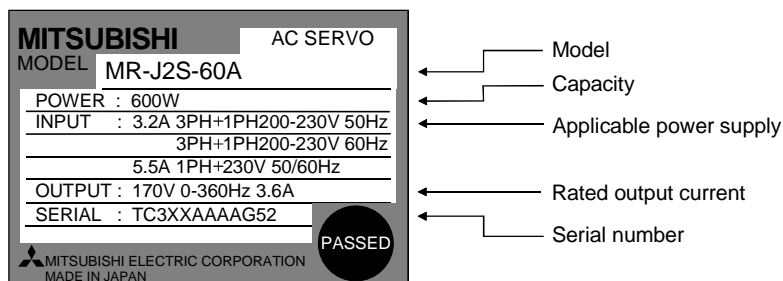 MITSUBISHI AC SERVO
MODEL MR-J2S-60A
POWER : 600W
INPUT : 3.2A 3PH+1PH200-230V 50Hz
3PH+1PH200-230V 60Hz
5.5A 1PH+230V 50/60Hz
OUTPUT : 170V 0-360Hz 3.6A
SERIAL : TC3XXAAAAG52
PASSED
MITSUBISHI ELECTRIC CORPORATION
MADE IN JAPAN
Model
Capacity
Applicable power supply
Rated output current
Serial number